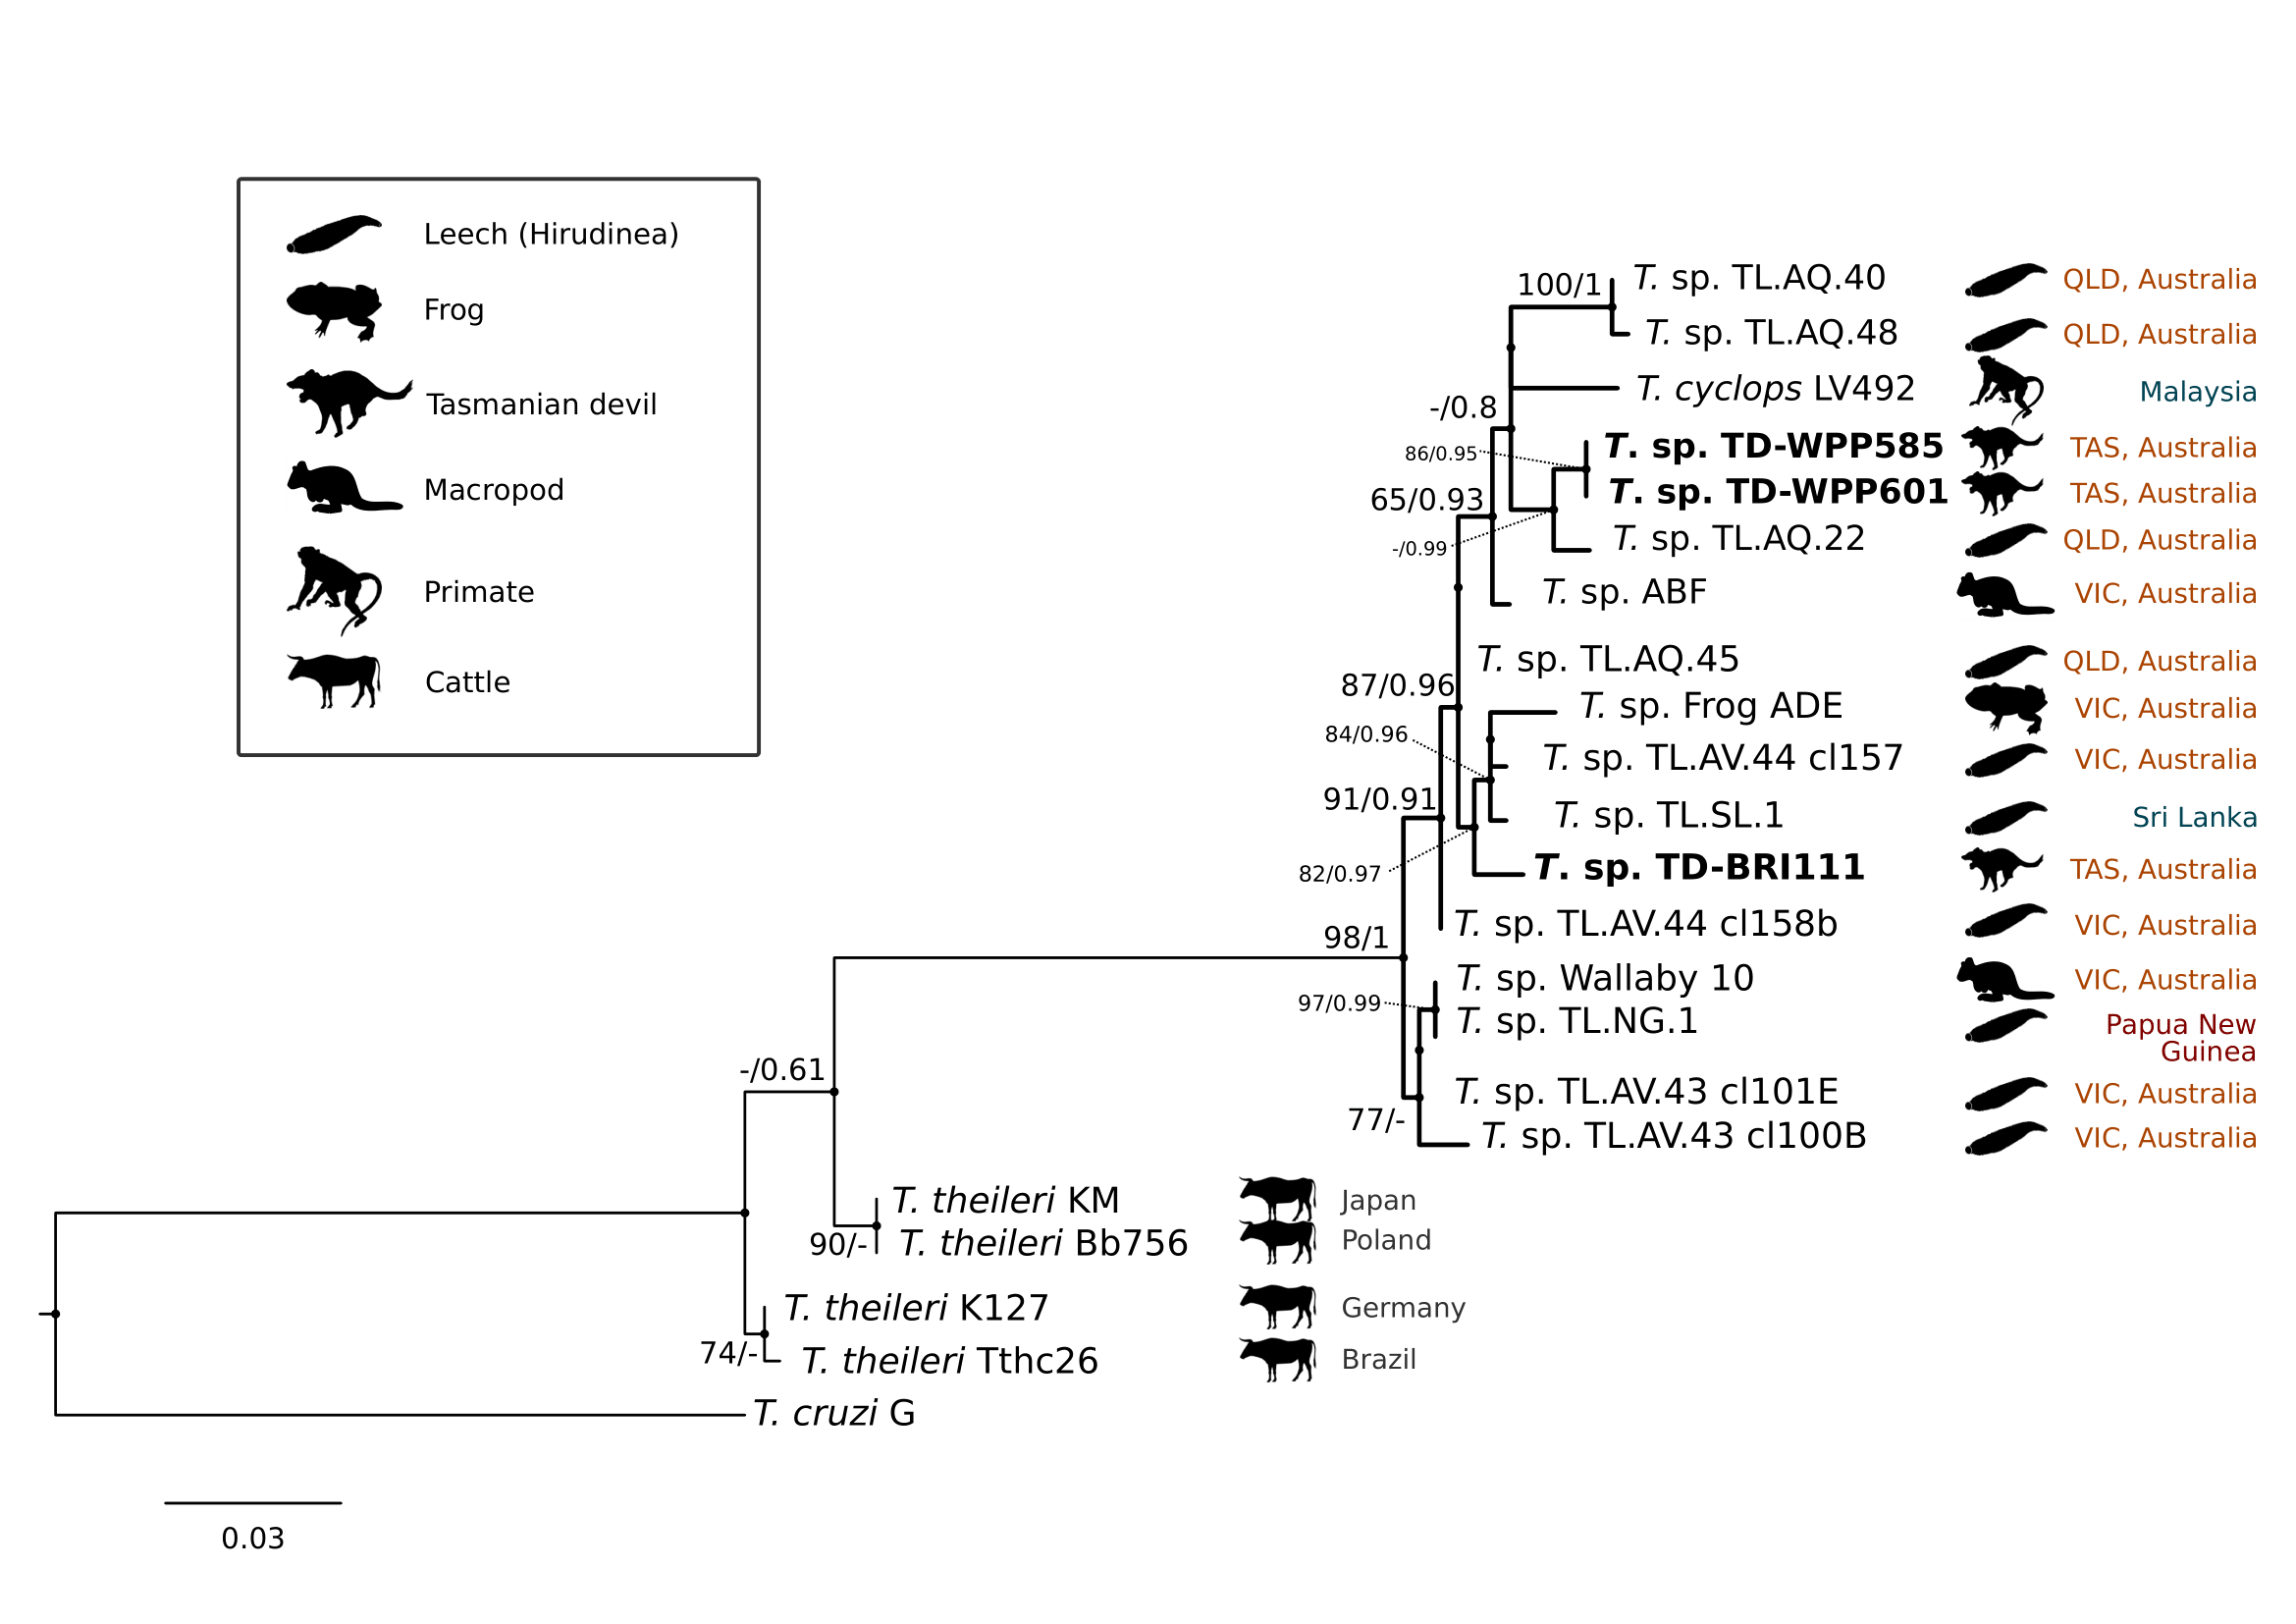 Leech (Hirudinea)
Frog
Tasmanian devil
Macropod
Primate
Cattle
100/1
T. sp. TL.AQ.40
QLD, Australia
T. sp. TL.AQ.48
QLD, Australia
T. cyclops LV492
Malaysia
-/0.8
T. sp. TD-WPP585
TAS, Australia
86/0.95
T. sp. TD-WPP601
TAS, Australia
65/0.93
T. sp. TL.AQ.22
QLD, Australia
-/0.99
T. sp. ABF
VIC, Australia
T. sp. TL.AQ.45
QLD, Australia
87/0.96
T. sp. Frog ADE
VIC, Australia
84/0.96
T. sp. TL.AV.44 cl157
VIC, Australia
91/0.91
T. sp. TL.SL.1
Sri Lanka
82/0.97
T. sp. TD-BRI111
TAS, Australia
T. sp. TL.AV.44 cl158b
VIC, Australia
98/1
T. sp. Wallaby 10
VIC, Australia
97/0.99
T. sp. TL.NG.1
Papua New
Guinea
-/0.61
T. sp. TL.AV.43 cl101E
VIC, Australia
77/-
T. sp. TL.AV.43 cl100B
VIC, Australia
T. theileri KM
Japan
90/-
T. theileri Bb756
Poland
T. theileri K127
Germany
74/-
T. theileri Tthc26
Brazil
T. cruzi G
0.03